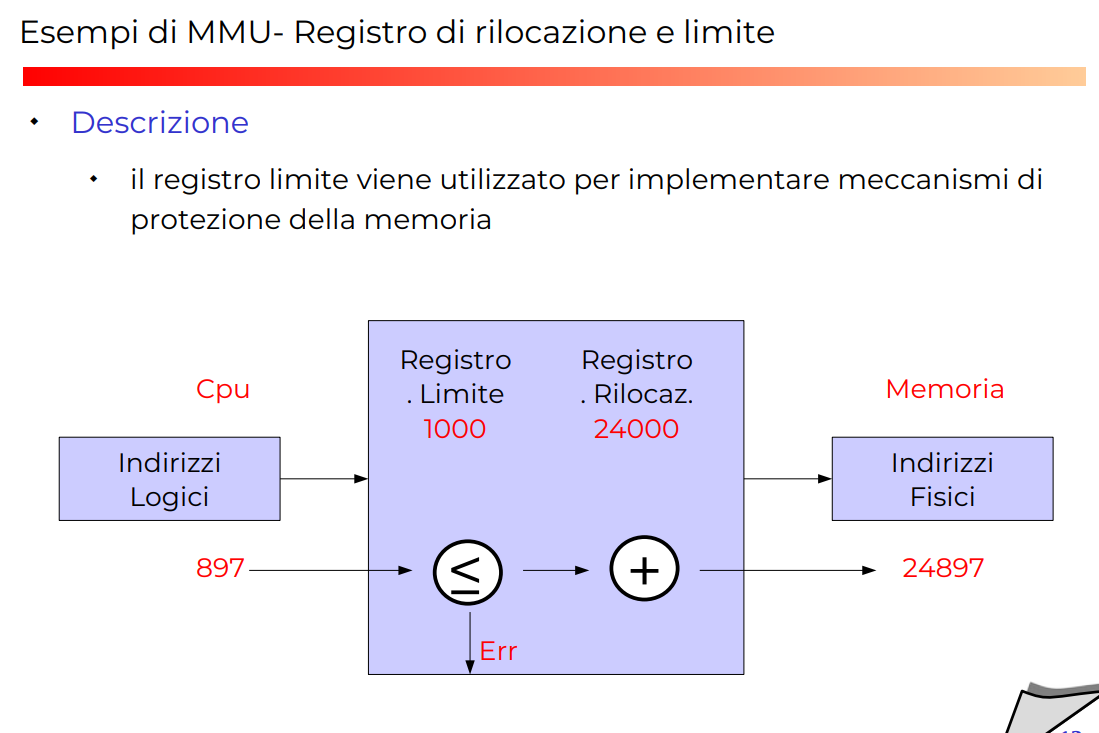 Esempi di MMU- Registro di rilocazione e limite
Descrizione
il registro limite viene utilizzato per implementare meccanismi di
protezione della memoria
Cpu
Indirizzi
Logici
897
Registro
. Limite
1000
Registro
. Rilocaz.
24000
≤
+
Err
Memoria
Indirizzi
Fisici
24897